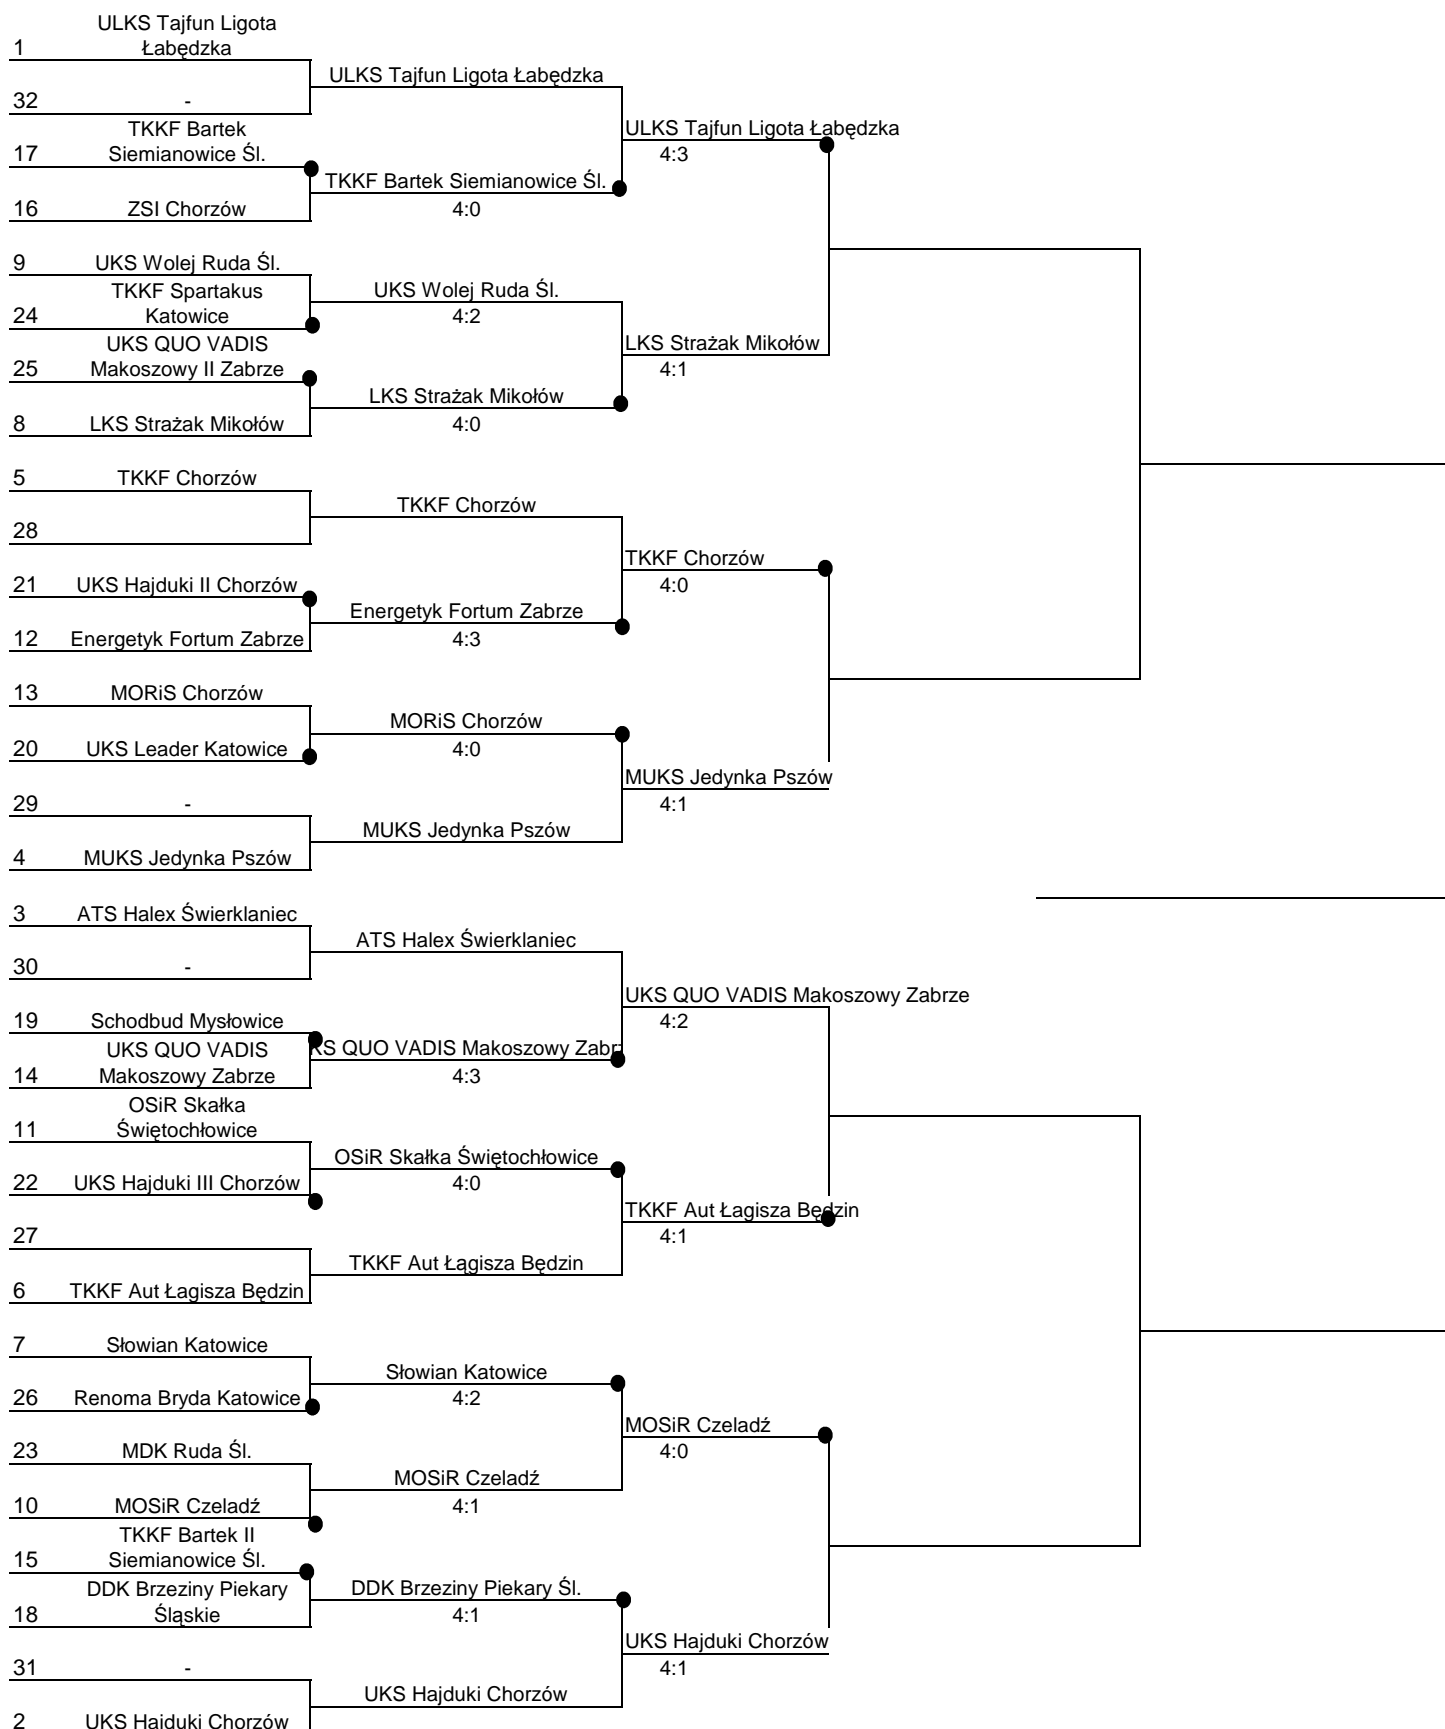 ULKS Tajfun Ligota
1 Łabędzka
ULKS Tajfun Ligota Łabędzka
32 -
ULKS Tajfun Ligota Łabędzka
TKKF Bartek
17 Siemianowice Śl.
4:3
TKKF Bartek Siemianowice Śl.
16 ZSI Chorzów
4:0
9 UKS Wolej Ruda Śl.
UKS Wolej Ruda Śl.
TKKF Spartakus
24 Katowice
4:2
UKS QUO VADIS
LKS Strażak Mikołów
25 Makoszowy II Zabrze
4:1
LKS Strażak Mikołów
8 LKS Strażak Mikołów
4:0
5 TKKF Chorzów
TKKF Chorzów
28
TKKF Chorzów
21 UKS Hajduki II Chorzów
4:0
Energetyk Fortum Zabrze
12 Energetyk Fortum Zabrze
4:3
13 MORiS Chorzów
MORiS Chorzów
20 UKS Leader Katowice
4:0
MUKS Jedynka Pszów
29 -
4:1
MUKS Jedynka Pszów
4 MUKS Jedynka Pszów
3 ATS Halex Świerklaniec
ATS Halex Świerklaniec
30 -
UKS QUO VADIS Makoszowy Zabrze
19 Schodbud Mysłowice
4:2
UKS QUO VADIS
KS QUO VADIS Makoszowy Zabrz
14 Makoszowy Zabrze
4:3
OSiR Skałka
11 Świętochłowice
OSiR Skałka Świętochłowice
22 UKS Hajduki III Chorzów
4:0
TKKF Aut Łagisza Będzin
27
4:1
TKKF Aut Łągisza Będzin
6 TKKF Aut Łagisza Będzin
7 Słowian Katowice
Słowian Katowice
26 Renoma Bryda Katowice
4:2
MOSiR Czeladź
23 MDK Ruda Śl.
4:0
MOSiR Czeladź
10 MOSiR Czeladź
4:1
TKKF Bartek II
15 Siemianowice Śl.
DDK Brzeziny Piekary
DDK Brzeziny Piekary Śl.
18 Śląskie
4:1
UKS Hajduki Chorzów
31 -
4:1
UKS Hajduki Chorzów
2 UKS Hajduki Chorzów